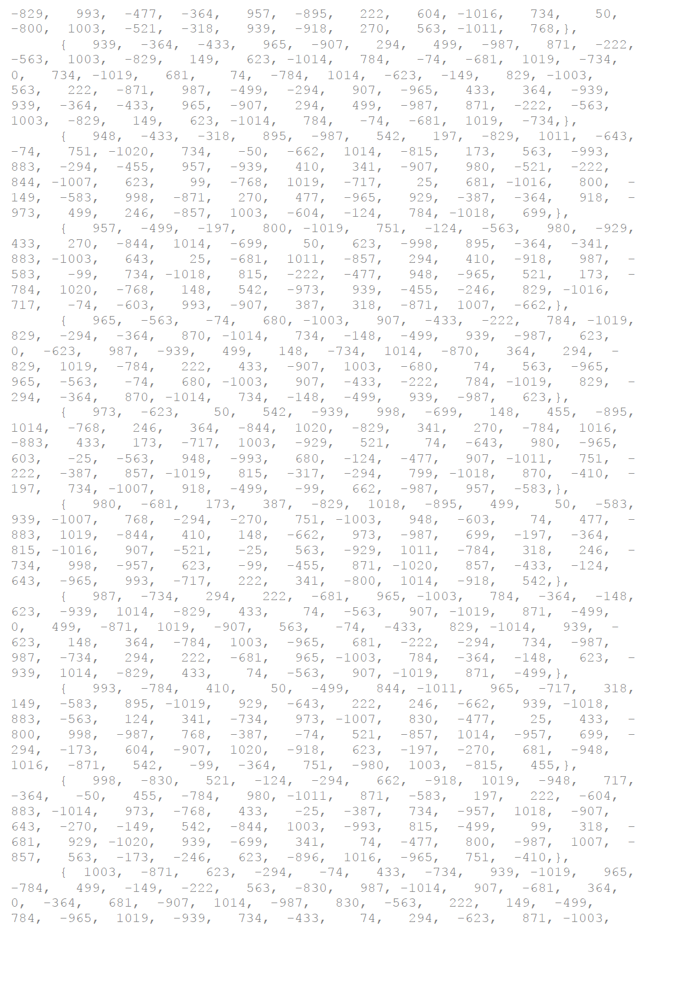 -829, 993, -477, -364, 957, -895, 222, 604, -1016, 734, 50,
-800, 1003, -521, -318, 939, -918, 270, 563, -1011, 768,},
{ 939, -364, -433, 965, -907, 294, 499, -987, 871, -222,
-563, 1003, -829, 149, 623, -1014, 784, -74, -681, 1019, -734,
0, 734, -1019, 681, 74, -784, 1014, -623, -149, 829, -1003,
563, 222, -871, 987, -499, -294, 907, -965, 433, 364, -939,
939, -364, -433, 965, -907, 294, 499, -987, 871, -222, -563,
1003, -829, 149, 623, -1014, 784, -74, -681, 1019, -734,},
{ 948, -433, -318, 895, -987, 542, 197, -829, 1011, -643,
-74, 751, -1020, 734, -50, -662, 1014, -815, 173, 563, -993,
883, -294, -455, 957, -939, 410, 341, -907, 980, -521, -222,
844, -1007, 623, 99, -768, 1019, -717, 25, 681, -1016, 800, -
149, -583, 998, -871, 270, 477, -965, 929, -387, -364, 918, -
973, 499, 246, -857, 1003, -604, -124, 784, -1018, 699,},
{ 957, -499, -197, 800, -1019, 751, -124, -563, 980, -929,
433, 270, -844, 1014, -699, 50, 623, -998, 895, -364, -341,
883, -1003, 643, 25, -681, 1011, -857, 294, 410, -918, 987, -
583, -99, 734, -1018, 815, -222, -477, 948, -965, 521, 173, -
784, 1020, -768, 148, 542, -973, 939, -455, -246, 829, -1016,
717, -74, -603, 993, -907, 387, 318, -871, 1007, -662,},
{ 965, -563, -74, 680, -1003, 907, -433, -222, 784, -1019,
829, -294, -364, 870, -1014, 734, -148, -499, 939, -987, 623,
0, -623, 987, -939, 499, 148, -734, 1014, -870, 364, 294, -
829, 1019, -784, 222, 433, -907, 1003, -680, 74, 563, -965,
965, -563, -74, 680, -1003, 907, -433, -222, 784, -1019, 829, -
294, -364, 870, -1014, 734, -148, -499, 939, -987, 623,},
{ 973, -623, 50, 542, -939, 998, -699, 148, 455, -895,
1014, -768, 246, 364, -844, 1020, -829, 341, 270, -784, 1016,
-883, 433, 173, -717, 1003, -929, 521, 74, -643, 980, -965,
603, -25, -563, 948, -993, 680, -124, -477, 907, -1011, 751, -
222, -387, 857, -1019, 815, -317, -294, 799, -1018, 870, -410, -
197, 734, -1007, 918, -499, -99, 662, -987, 957, -583,},
{ 980, -681, 173, 387, -829, 1018, -895, 499, 50, -583,
939, -1007, 768, -294, -270, 751, -1003, 948, -603, 74, 477, -
883, 1019, -844, 410, 148, -662, 973, -987, 699, -197, -364,
815, -1016, 907, -521, -25, 563, -929, 1011, -784, 318, 246, -
734, 998, -957, 623, -99, -455, 871, -1020, 857, -433, -124,
643, -965, 993, -717, 222, 341, -800, 1014, -918, 542,},
{ 987, -734, 294, 222, -681, 965, -1003, 784, -364, -148,
623, -939, 1014, -829, 433, 74, -563, 907, -1019, 871, -499,
0, 499, -871, 1019, -907, 563, -74, -433, 829, -1014, 939, -
623, 148, 364, -784, 1003, -965, 681, -222, -294, 734, -987,
987, -734, 294, 222, -681, 965, -1003, 784, -364, -148, 623, -
939, 1014, -829, 433, 74, -563, 907, -1019, 871, -499,},
{ 993, -784, 410, 50, -499, 844, -1011, 965, -717, 318,
149, -583, 895, -1019, 929, -643, 222, 246, -662, 939, -1018,
883, -563, 124, 341, -734, 973, -1007, 830, -477, 25, 433, -
800, 998, -987, 768, -387, -74, 521, -857, 1014, -957, 699, -
294, -173, 604, -907, 1020, -918, 623, -197, -270, 681, -948,
1016, -871, 542, -99, -364, 751, -980, 1003, -815, 455,},
{ 998, -830, 521, -124, -294, 662, -918, 1019, -948, 717,
-364, -50, 455, -784, 980, -1011, 871, -583, 197, 222, -604,
883, -1014, 973, -768, 433, -25, -387, 734, -957, 1018, -907,
643, -270, -149, 542, -844, 1003, -993, 815, -499, 99, 318, -
681, 929, -1020, 939, -699, 341, 74, -477, 800, -987, 1007, -
857, 563, -173, -246, 623, -896, 1016, -965, 751, -410,},
{ 1003, -871, 623, -294, -74, 433, -734, 939, -1019, 965,
-784, 499, -149, -222, 563, -830, 987, -1014, 907, -681, 364,
0, -364, 681, -907, 1014, -987, 830, -563, 222, 149, -499,
784, -965, 1019, -939, 734, -433, 74, 294, -623, 871, -1003,